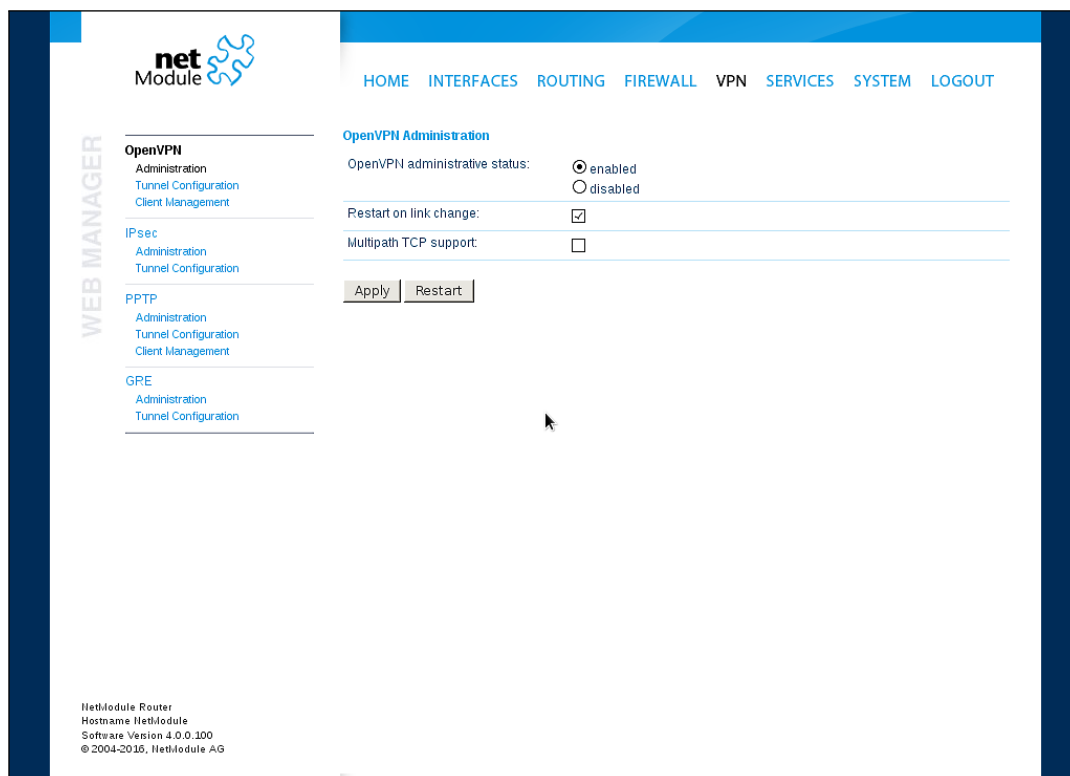 net
Module
HOME INTERFACES ROUTING FIREWALL VPN SERVICES SYSTEM LOGOUT
WEB MANAGER
OpenVPN
Administration
Tunnel Configuration
Client Management
IPsec
Administration
Tunnel Configuration
PPTP
Administration
Tunnel Configuration
Client Management
GRE
Administration
Tunnel Configuration
OpenVPN Administration
OpenVPN administrative status:
enabled
disabled
Restart on link change:
Multipath TCP support:
Apply Restart
NetModule Router
Hostname NetModule
Software Version 4.0.0.100
© 2004-2016, NetModule AG